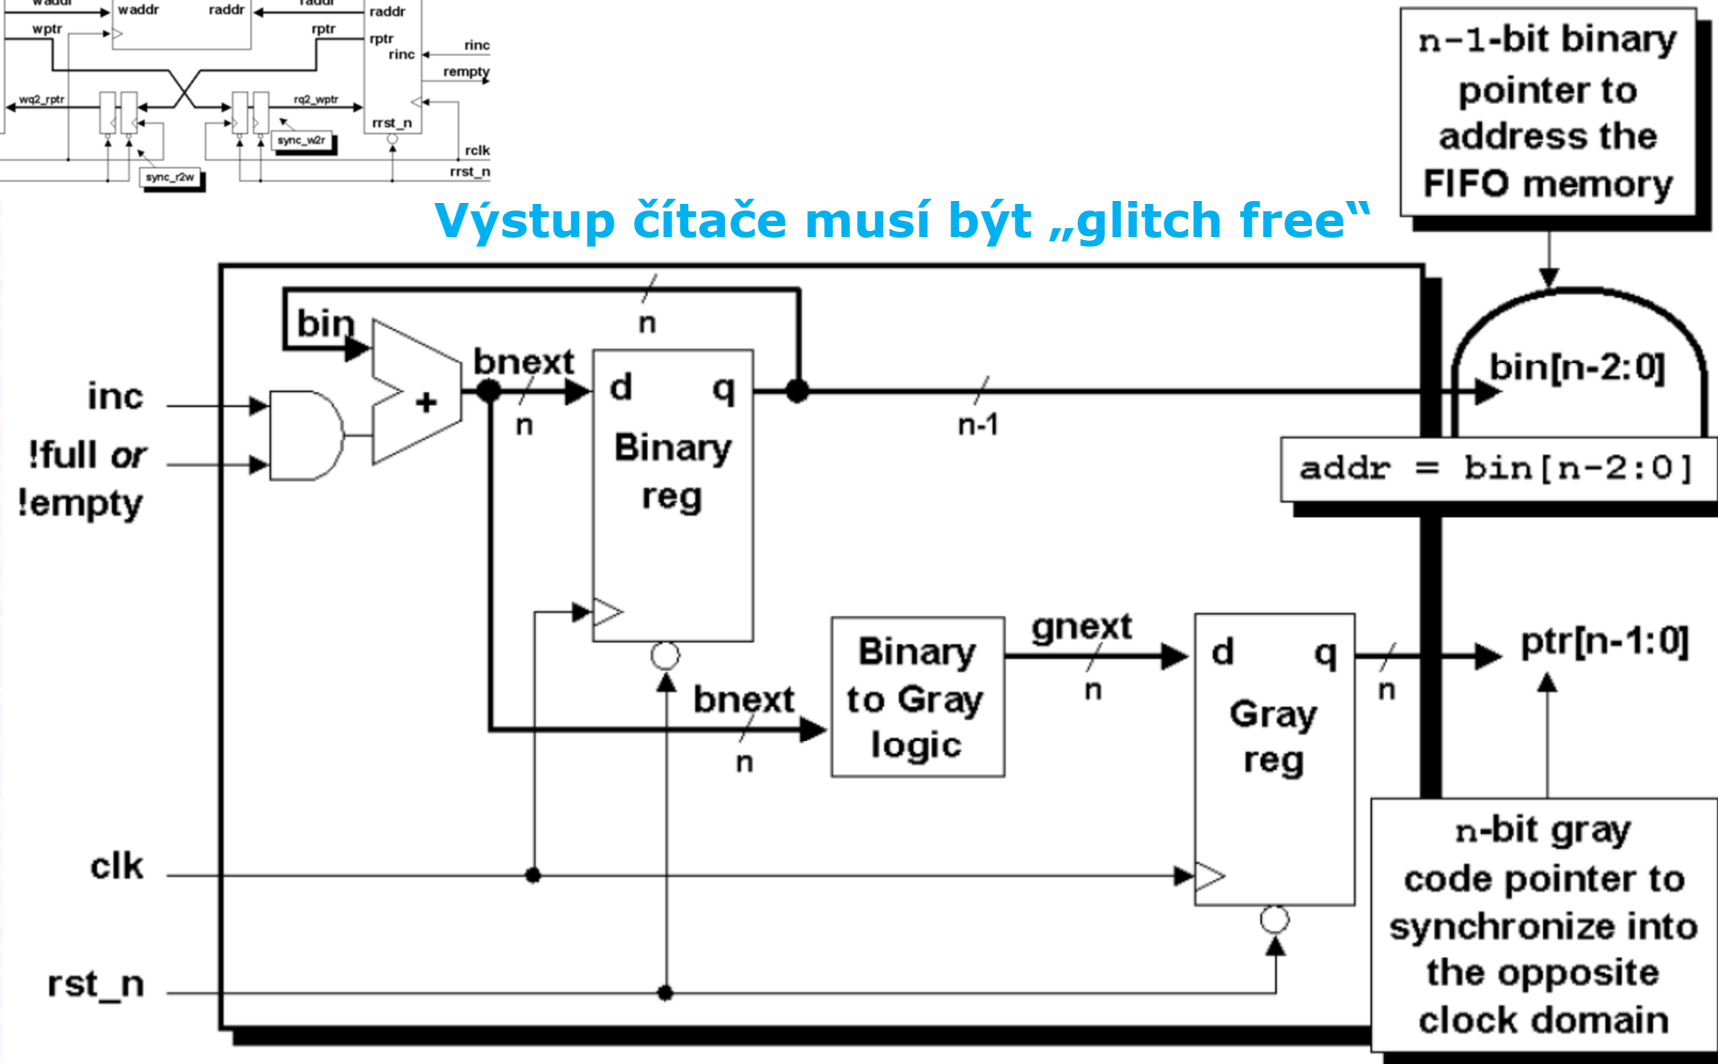 waddr
waddr
raddr
raddr
raddr
wptr
rptr
rptr
rinc
rinc
rempty
wq2_rptr
rq2_wptr
rrst_n
sync_w2r
rclk
sync_r2w
rrst_n
n-1-bit binary
pointer to
address the
FIFO memory
Výstup čítače musí být „glitch free“
bin
n
bnext
n
+
inc
!full or
!empty
d
q
Binary
reg
n-1
bin[n-2:0]
addr = bin[n-2:0]
bnext
n
Binary
to Gray
logic
gnext
n
d
q
Gray
reg
n
ptr[n-1:0]
clk
rst_n
n-bit gray
code pointer to
synchronize into
the opposite
clock domain